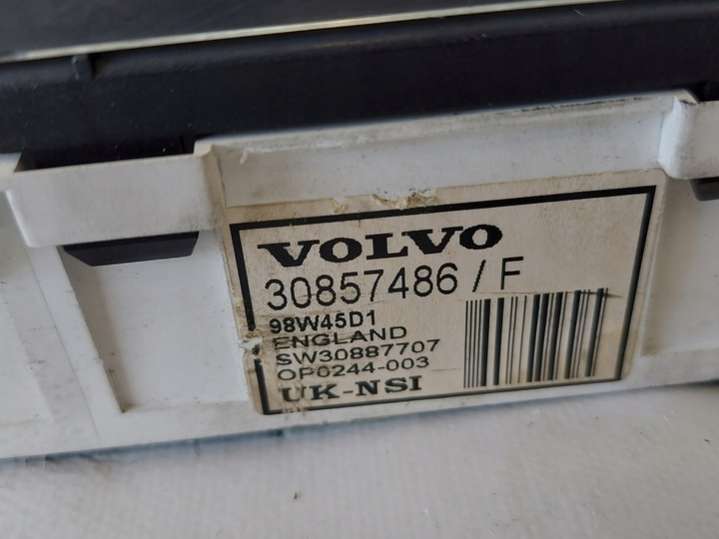 VOLVO
30857486 / F
98W45D1
ENGLAND
SW30887707
OP0244-003
UK-NSI